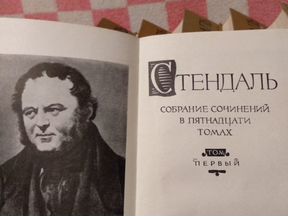 СТЕНДАЛЬ
СОБРАНИЕ СОЧИНЕНИЙ
В ПЯТНАДЦАТИ
ТОМАХ
ТОМ
ПЕРВЫЙ